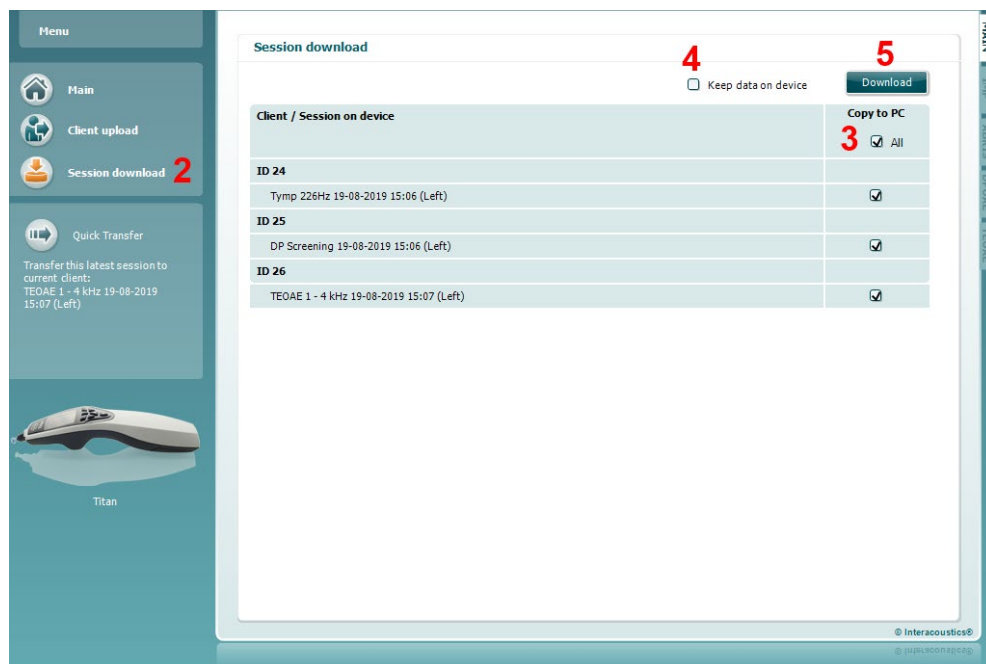 Menu
Main
Client upload
Session download
2
Quick Transfer
Transfer this latest session to
current client:
TEOAE 1 - 4 kHz 19-08-2019
15:07 (Left)
Titan
Session download
4
5
Keep data on device
Download
Client / Session on device
Copy to PC
3
All
ID 24
Tymp 226Hz 19-08-2019 15:06 (Left)
ID 25
DP Screening 19-08-2019 15:06 (Left)
ID 26
TEOAE 1 - 4 kHz 19-08-2019 15:07 (Left)
© Interacoustics®
MAIN